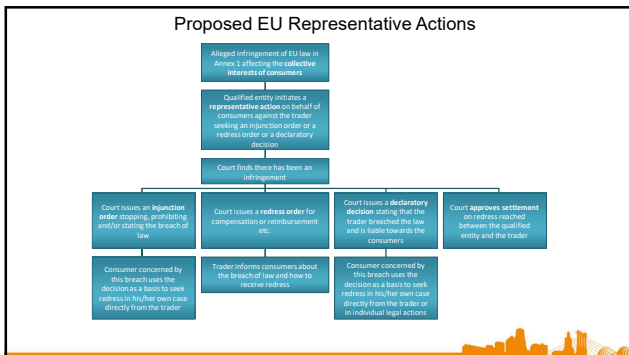 Proposed EU Representative Actions
Alleged infringement of EU law in
Annex 1 affecting the collective
interests of consumers
Qualified entity initiates a
representative action on behalf of
consumers against the trader
seeking an injunction order or a
redress order or a declaratory
decision
Court finds there has been an
infringement
Court issues an injunction
order stopping, prohibiting
and/or stating the breach of
law
Court issues a redress order for
compensation or reimbursement
etc.
Court issues a declaratory
decision stating that the
trader breached the law
and is liable towards the
consumers
Court approves settlement
on redress reached
between the qualified
entity and the trader
Consumer concerned by
this breach uses the
decision as a basis to seek
redress in his/her own case
directly from the trader
Trader informs consumers about
the breach of law and how to
receive redress
Consumer concerned by
this breach uses the
decision as a basis to seek
redress in his/her own case
directly from the trader or
in individual legal actions